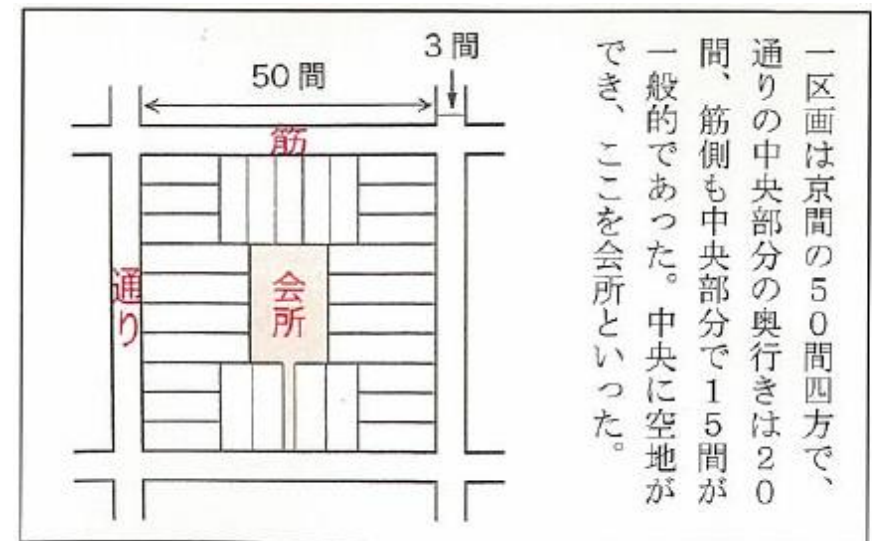 一区画は京間の50間四方で、
通りの中央部分の奥行きは20
間、筋側も中央部分で15間が
一般的であった。中央に空地が
でき、ここを会所といった。
3間
50間
筋
通り
会所